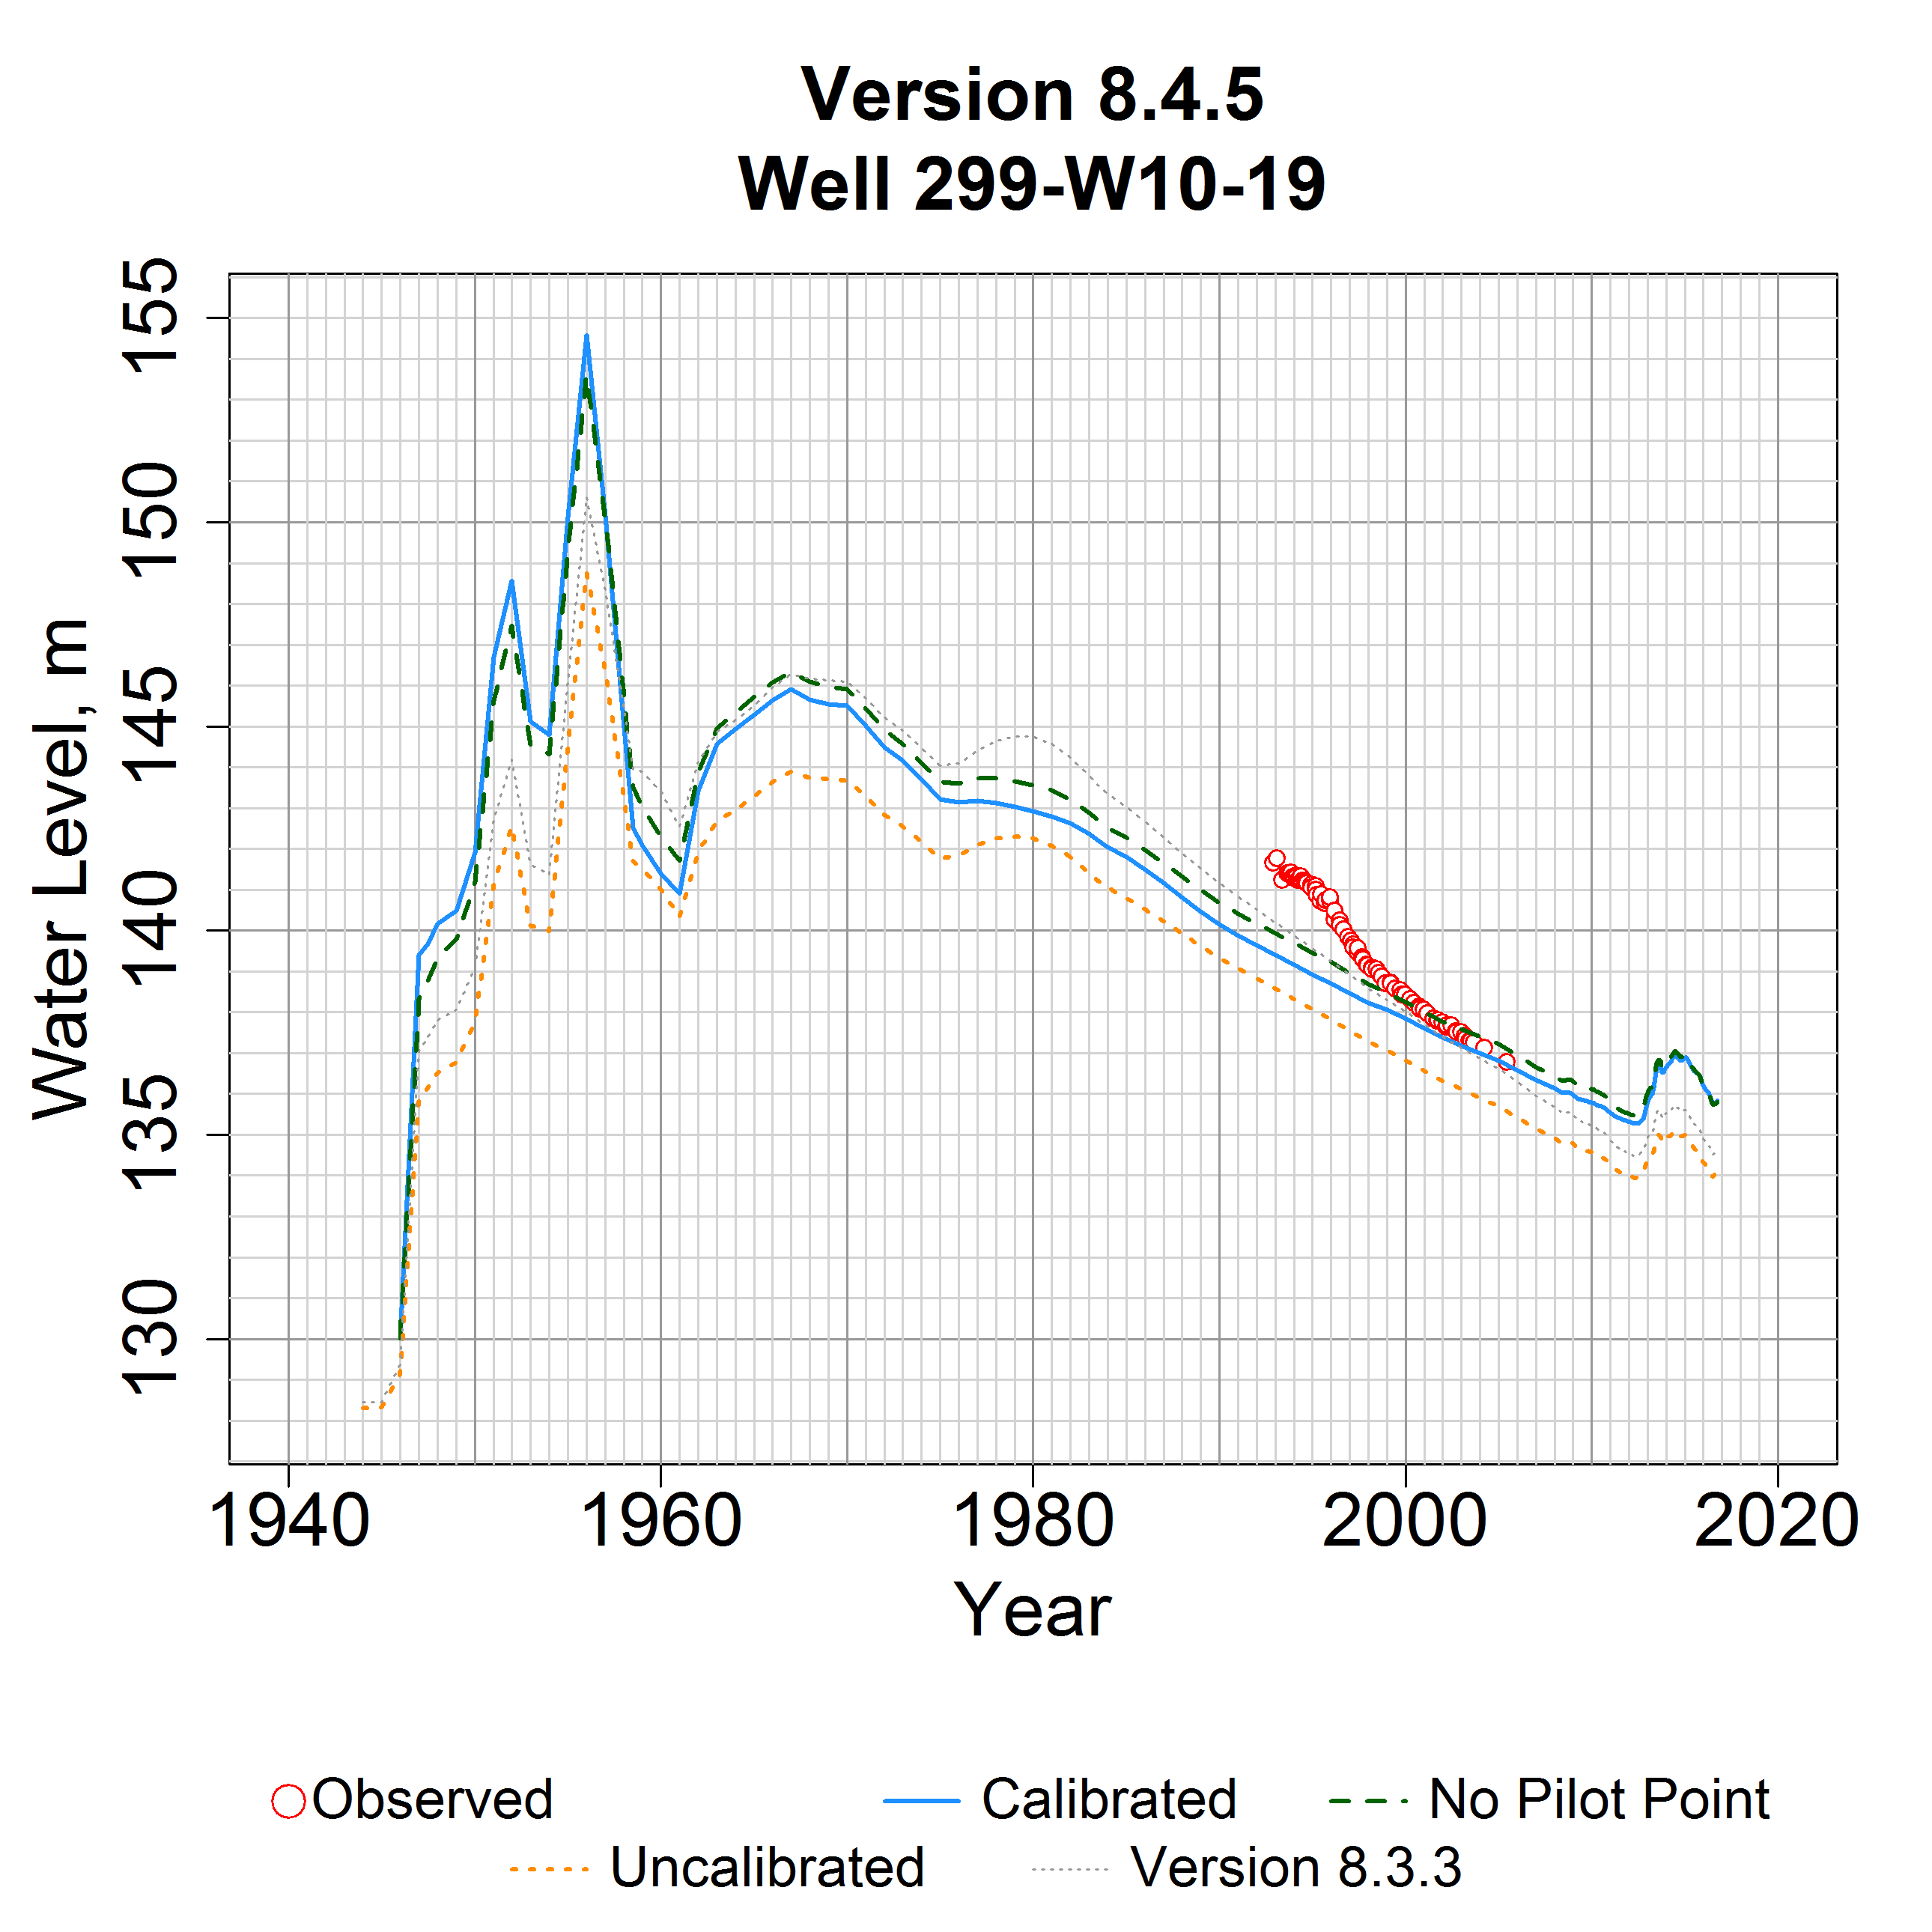 Version 8.4.5
Well 299-W10-19
Water Level, m
155
150
145
140
135
130
1940 1960 1980 2000 2020
Year
Observed Calibrated No Pilot Point
Uncalibrated Version 8.3.3